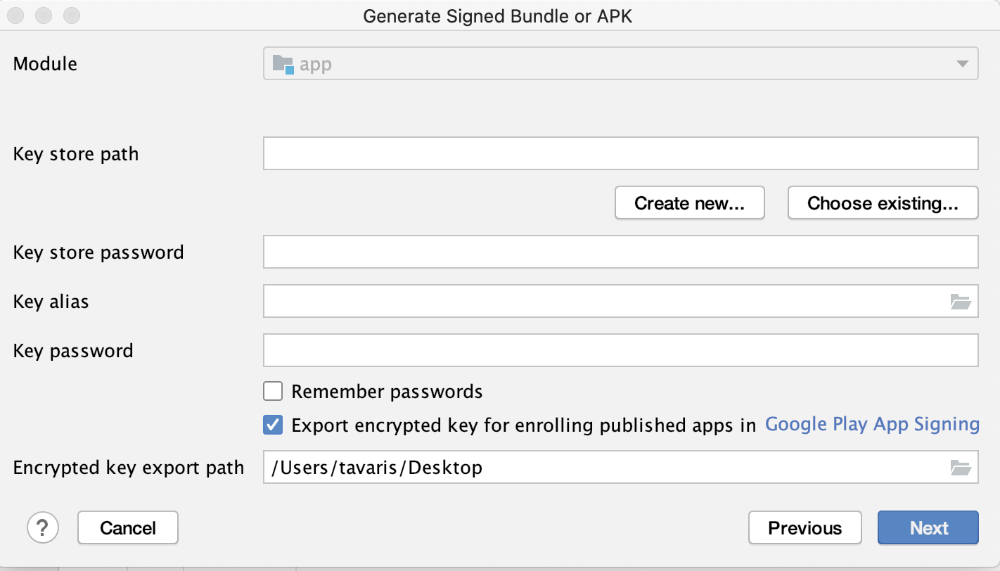 Generate Signed Bundle or APK
Module app
Key store path
Create new... Choose existing...
Key store password
Key alias
Key password
Remember passwords
Export encrypted key for enrolling published apps in Google Play App Signing
Encrypted key export path /Users/tavaris/Desktop
? Cancel Previous Next